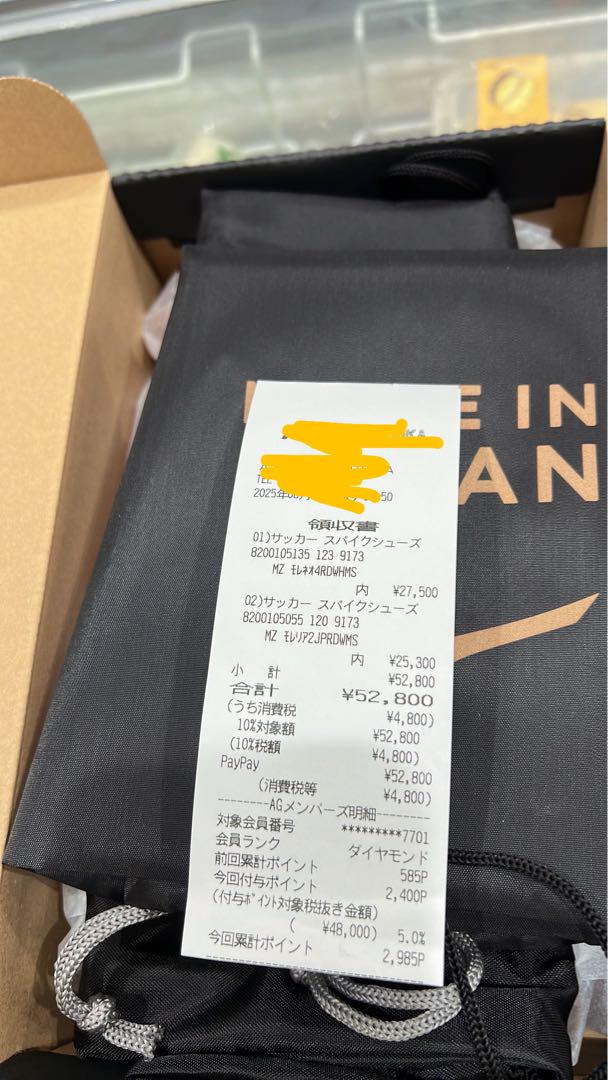 E IN
AN
KA
A
TEL
2025年 50
領収書
01)サッカー スパイクシューズ
8200105135 123 9173
MZ モレネオ4RDWHMS
内 ¥27,500
02)サッカー スパイクシューズ
8200105055 120 9173
MZ モレリア2JPRDWMS
内 ¥25,300
小 計 ¥52,800
合計 ¥52,800
(うち消費税 ¥4,800)
10%対象額 ¥52,800
(10%税額 ¥4,800)
PayPay ¥52,800
(消費税等 ¥4,800)
--------AGメンバーズ明細--------
対象会員番号 *********7701
会員ランク ダイヤモンド
前回累計ポイント 585P
今回付与ポイント 2,400P
(付与ポイント対象税抜き金額)
( ¥48,000) 5.0%
今回累計ポイント 2,985P